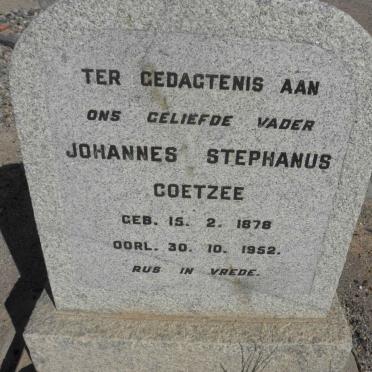 TER GEDAGTENIS AAN
ONS GELIEFDE VADER
JOHANNES STEPHANUS
COETZEE
GEB. 15. 2. 1878
OORL. 30. 10. 1952.
RUS IN VREDE.